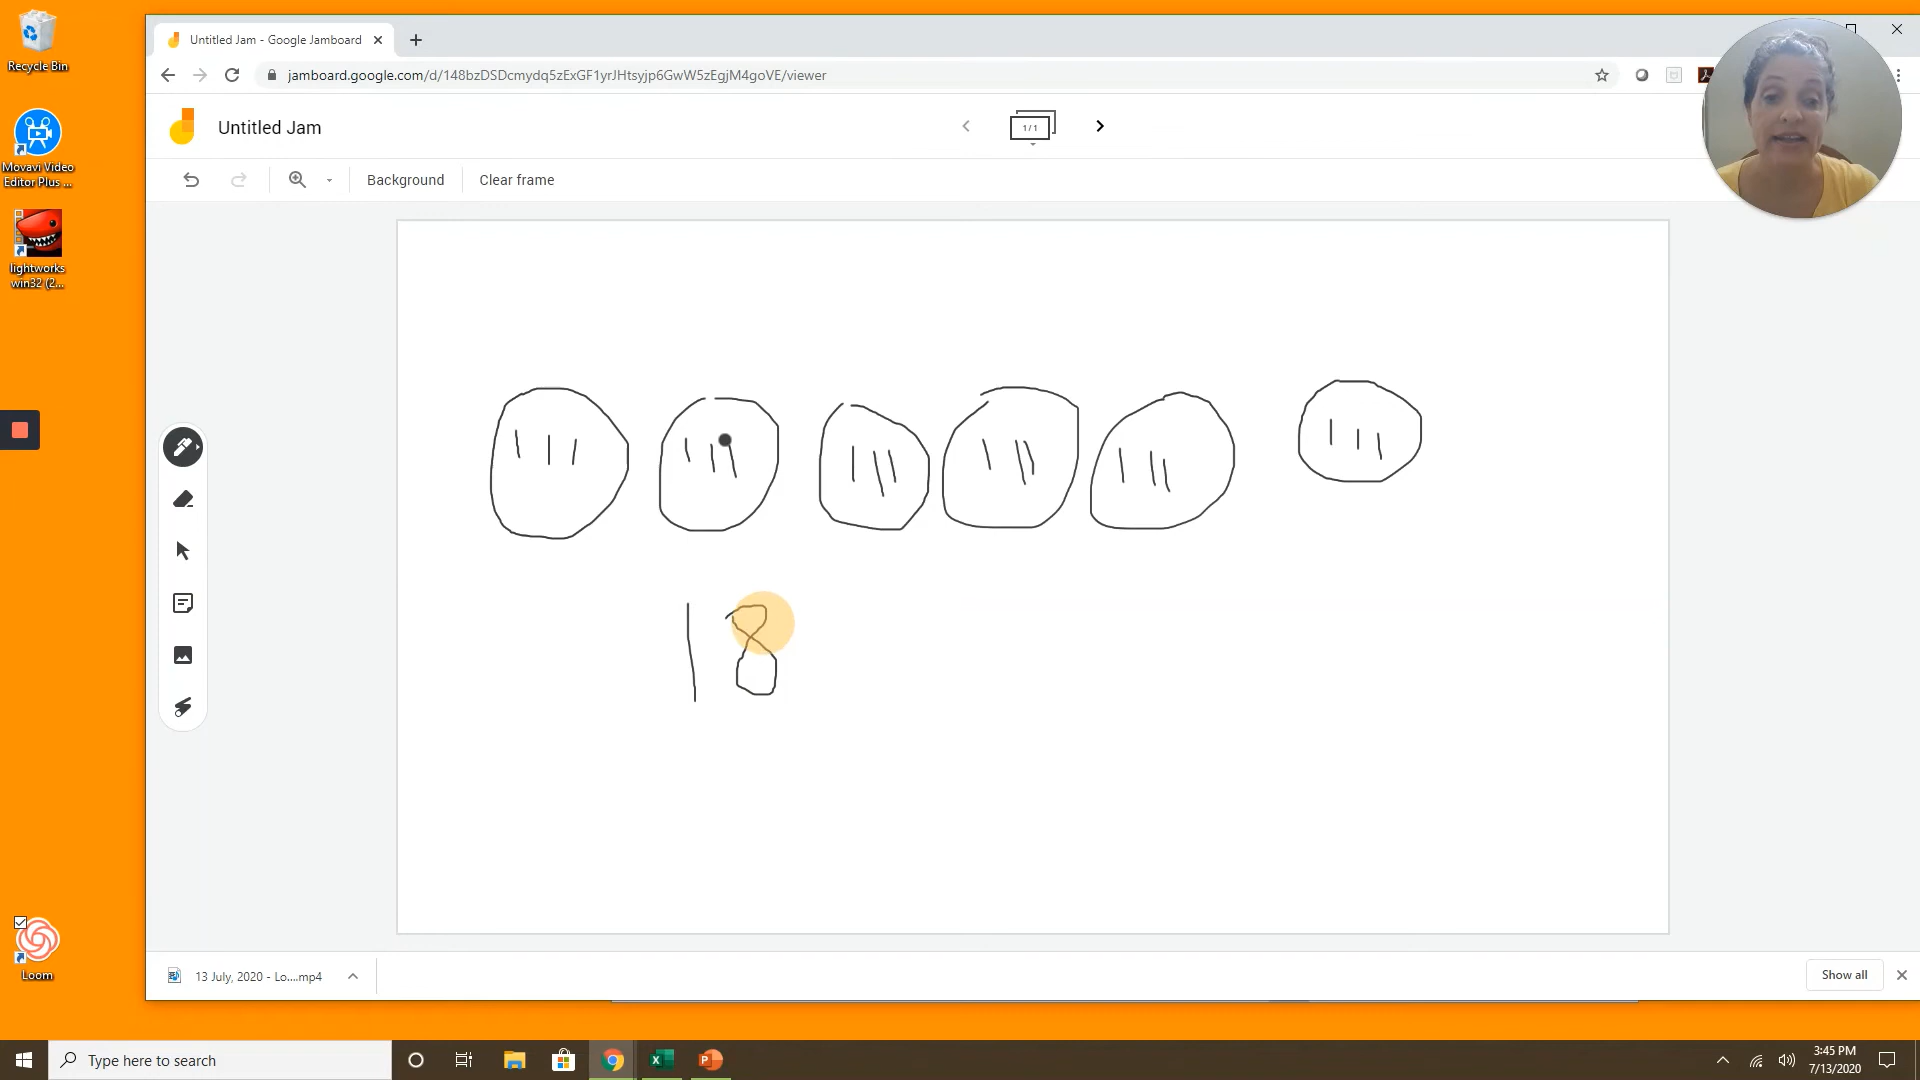 Recycle Bin
Movavi Video
Editor Plus ...
lightworks
win32 (2...
Loom
Untitled Jam - Google Jamboard
jamboard.google.com/d/148bzDSDcmydq5zExGF1yrJHtsyjp6GwW5zEgjM4goVE/viewer
Untitled Jam
1 / 1
Background
Clear frame
18
13 July, 2020 - Lo....mp4
Show all
Type here to search
3:45 PM
7/13/2020